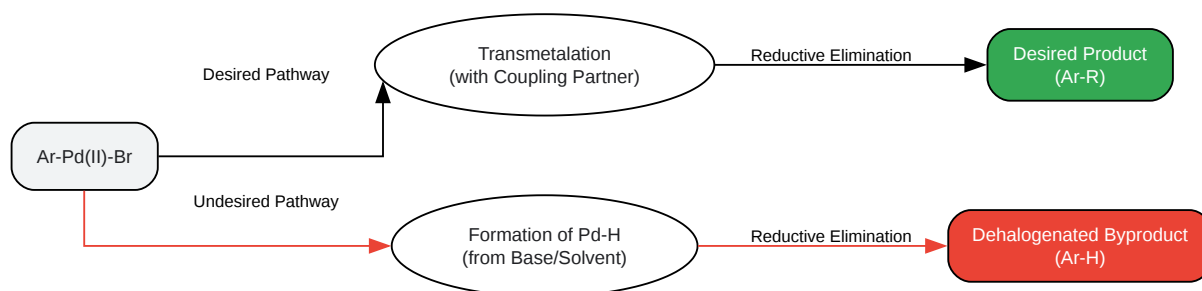 Desired Pathway
Transmetalation
(with Coupling Partner)
Reductive Elimination
Desired Product
(Ar-R)
Ar-Pd(II)-Br
Undesired Pathway
Formation of Pd-H
(from Base/Solvent)
Reductive Elimination
Dehalogenated Byproduct
(Ar-H)